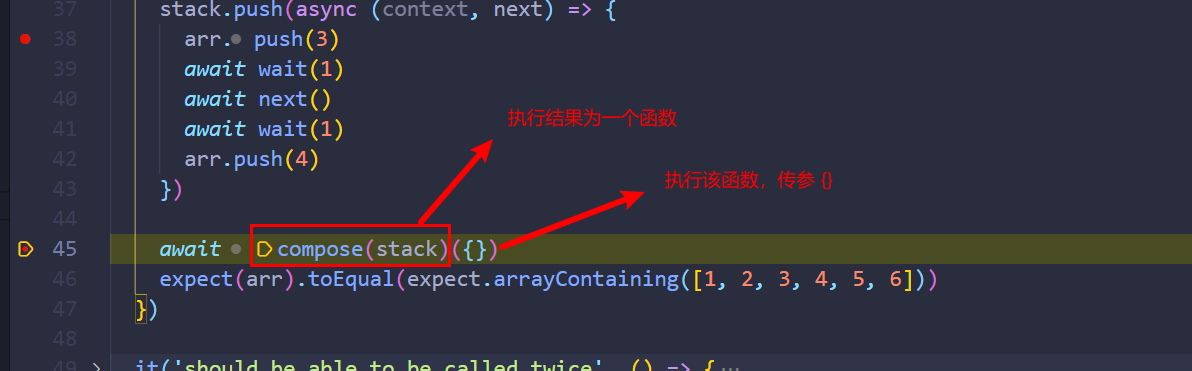 37 stack.push(async (context, next) => {
38 arr. push(3)
39 await wait(1)
40 await next()
41 await wait(1)
执行结果为一个函数
42 arr.push(4)
43 })
执行该函数，传参 {}
44
45 await compose(stack)({})
46 expect(arr).toEqual(expect.arrayContaining([1, 2, 3, 4, 5, 6]))
47 })
48
49 > it('should be able to be called twice', () => {…